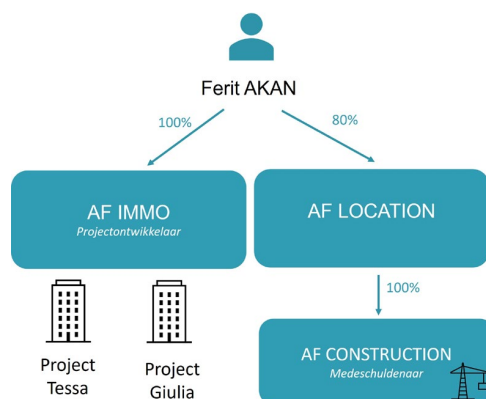 Ferit AKAN
100%
80%
AF IMMO
Projectontwikkelaar
AF LOCATION
100%
Project
Tessa
Project
Giulia
AF CONSTRUCTION
Medeschuldenaar